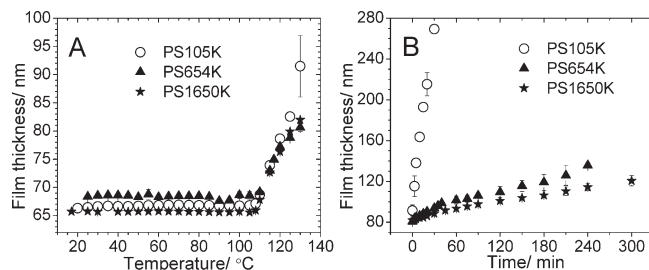 A
PS105K
PS654K
PS1650K
Film thickness/ nm
100
95
90
85
80
75
70
65
60
20 40 60 80 100 120 140
Temperature/ °C
B
PS105K
PS654K
PS1650K
Film thickness/ nm
280
240
200
160
120
80
0 60 120 180 240 300
Time/ min